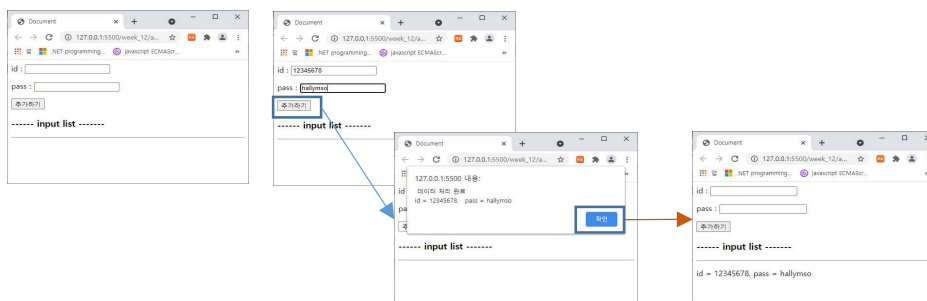 Document
127.0.0.1:5500/week_12/a...
앱 .NET programming... javascript ECMAScr... »
id :
pass :
추가하기
------ input list -------
Document
127.0.0.1:5500/week_12/a...
앱 .NET programming... javascript ECMAScr... »
id : 12345678
pass : hallymso
추가하기
------ input list -------
Document
127.0.0.1:5500/week_12/a...
127.0.0.1:5500 내용:
데이터 처리 완료
id = 12345678, pass = hallymso
확인
id
pa
------ input list -------
Document
127.0.0.1:5500/week_12/a...
앱 .NET programming... javascript ECMAScr...
id :
pass :
추가하기
------ input list -------
id = 12345678, pass = hallymso